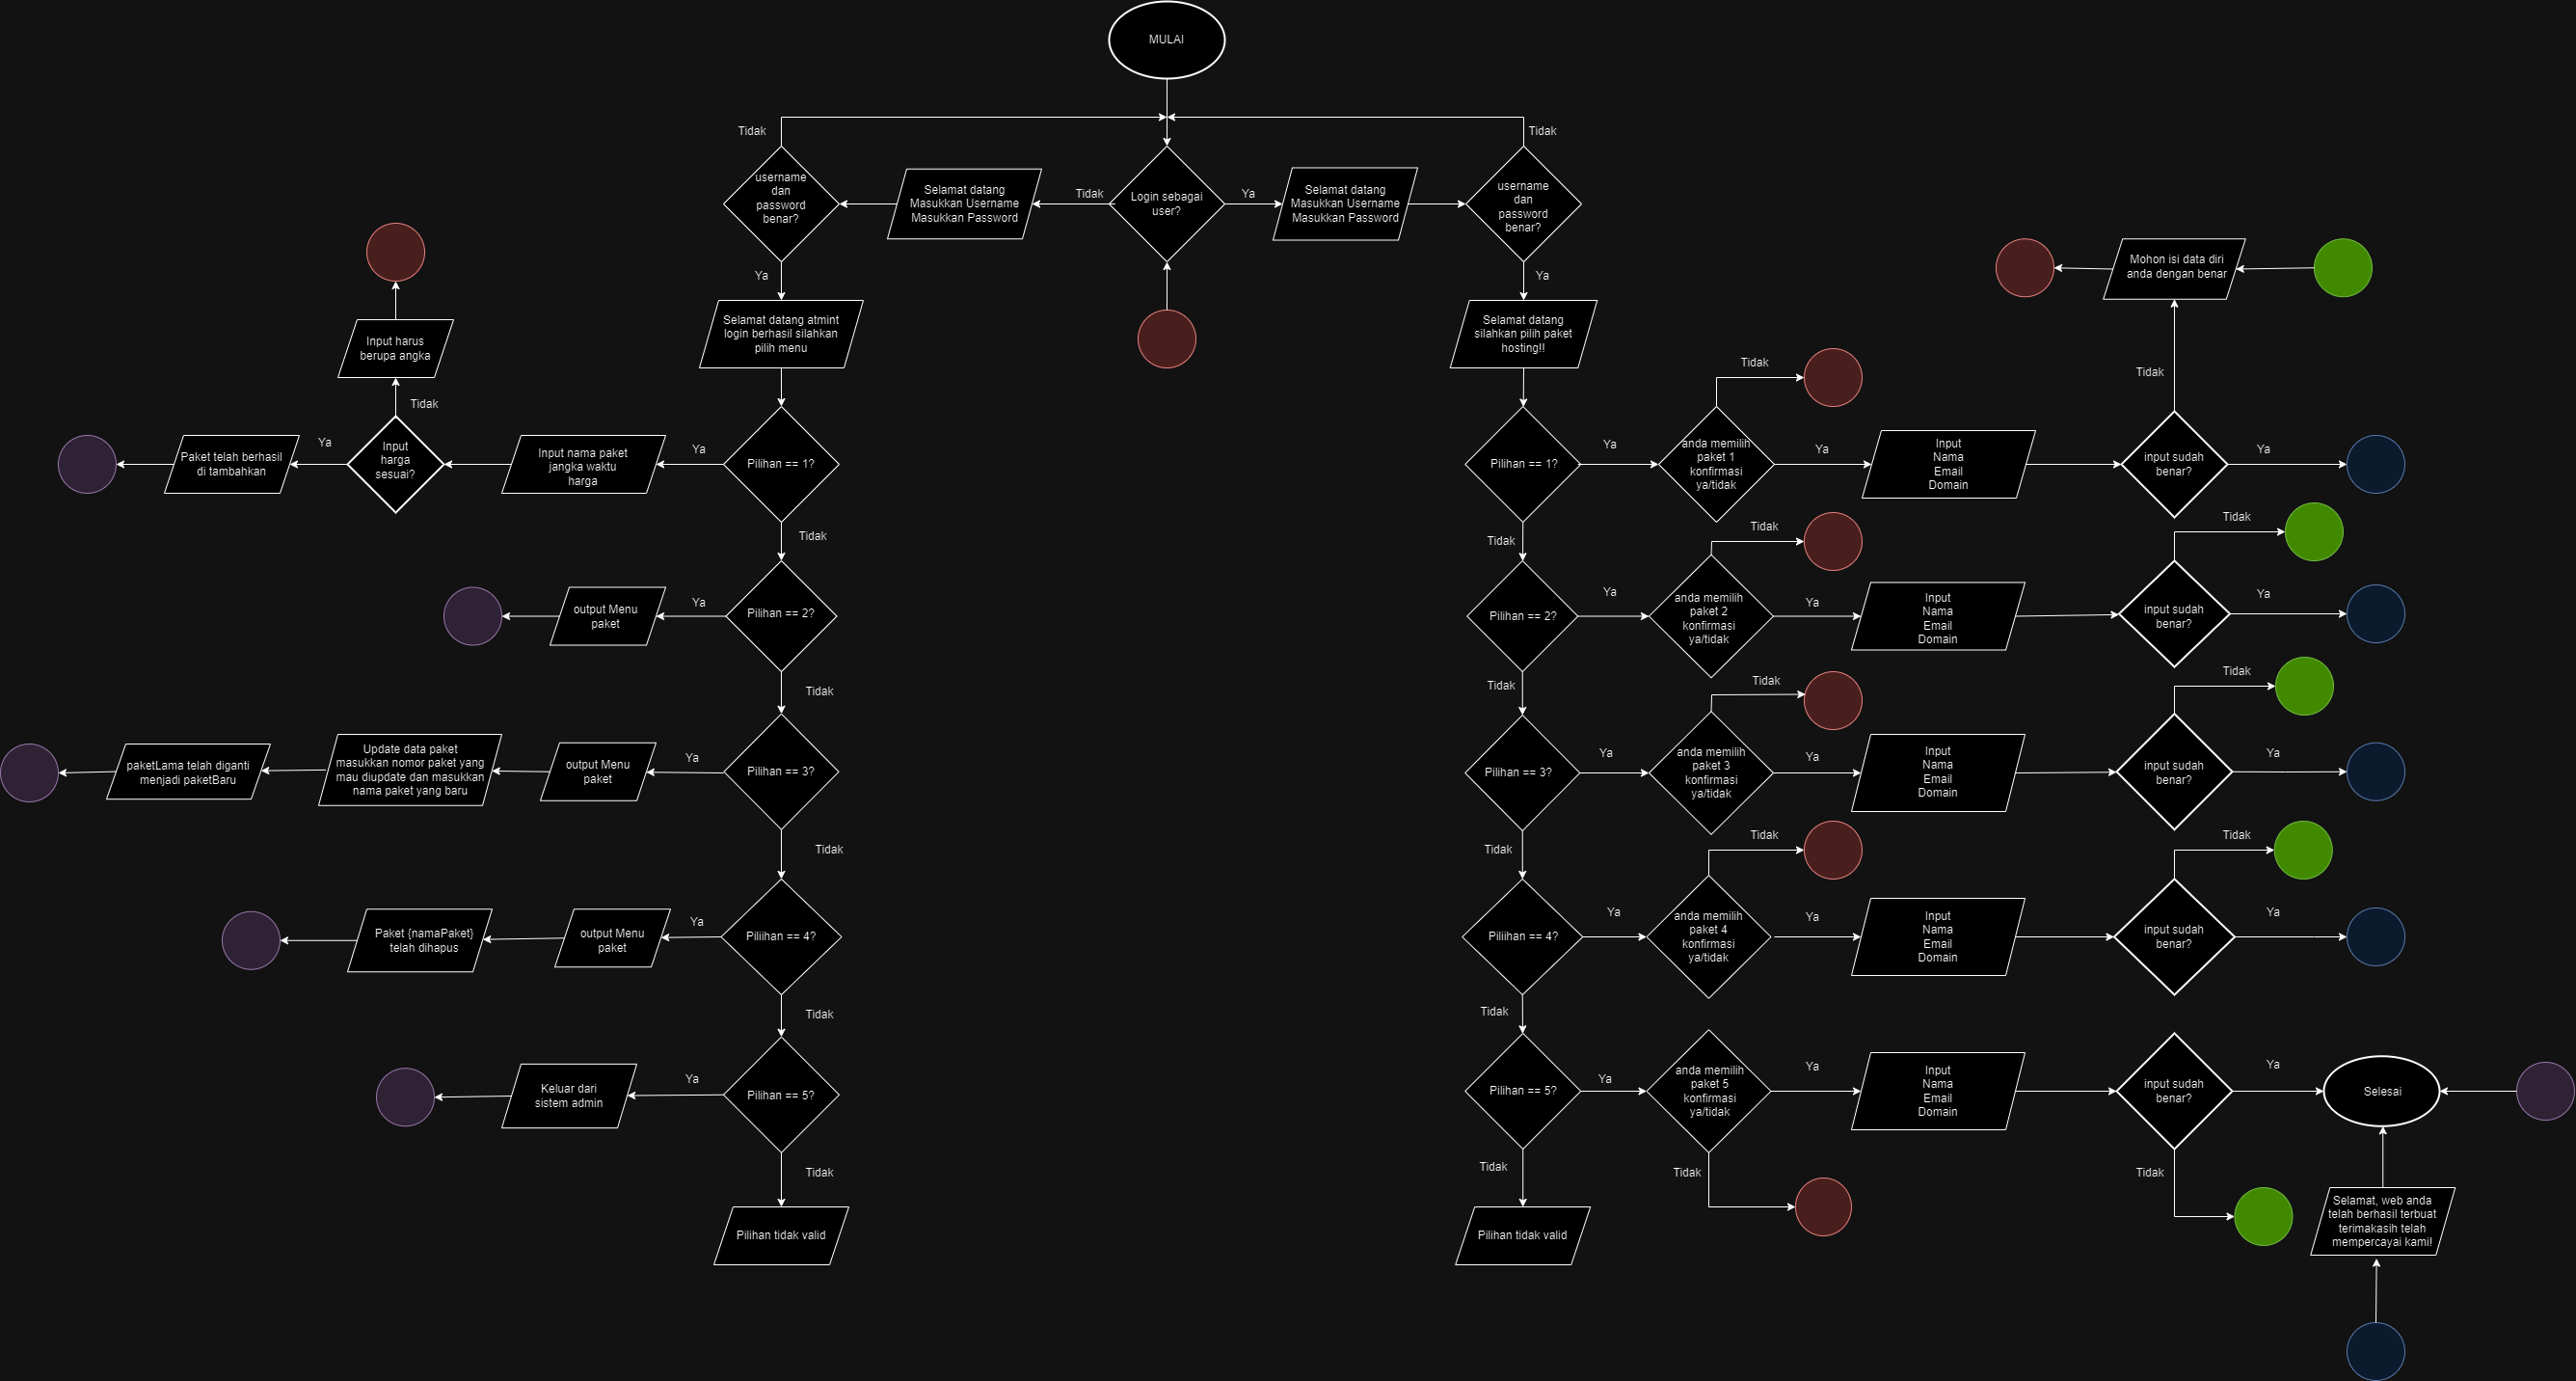 MULAI
Tidak
Tidak
username
dan
password
benar?
Selamat datang
Masukkan Username
Masukkan Password
Tidak
Login sebagai
user?
Ya
Selamat datang
Masukkan Username
Masukkan Password
username
dan
password
benar?
Ya
Ya
Selamat datang atmint
login berhasil silahkan
pilih menu
Selamat datang
silahkan pilih paket
hosting!!
Mohon isi data diri
anda dengan benar
Input harus
berupa angka
Tidak
Tidak
Tidak
Paket telah berhasil
di tambahkan
Ya
Input
harga
sesuai?
Input nama paket
jangka waktu
harga
Ya
Pilihan == 1?
Pilihan == 1?
Ya
anda memilih
paket 1
konfirmasi
ya/tidak
Ya
Input
Nama
Email
Domain
input sudah
benar?
Ya
Tidak
Tidak
Tidak
Tidak
output Menu
paket
Ya
Pilihan == 2?
Pilihan == 2?
Ya
anda memilih
paket 2
konfirmasi
ya/tidak
Ya
Input
Nama
Email
Domain
input sudah
benar?
Ya
Tidak
Tidak
Tidak
Tidak
paketLama telah diganti
menjadi paketBaru
Update data paket
masukkan nomor paket yang
mau diupdate dan masukkan
nama paket yang baru
output Menu
paket
Ya
Pilihan == 3?
Pilihan == 3?
Ya
anda memilih
paket 3
konfirmasi
ya/tidak
Ya
Input
Nama
Email
Domain
input sudah
benar?
Ya
Tidak
Tidak
Tidak
Tidak
Paket {namaPaket}
telah dihapus
output Menu
paket
Ya
Piliihan == 4?
Piliihan == 4?
Ya
anda memilih
paket 4
konfirmasi
ya/tidak
Ya
Input
Nama
Email
Domain
input sudah
benar?
Ya
Tidak
Tidak
Keluar dari
sistem admin
Ya
Pilihan == 5?
Pilihan == 5?
Ya
anda memilih
paket 5
konfirmasi
ya/tidak
Ya
Input
Nama
Email
Domain
input sudah
benar?
Ya
Selesai
Tidak
Tidak
Tidak
Tidak
Pilihan tidak valid
Pilihan tidak valid
Selamat, web anda
telah berhasil terbuat
terimakasih telah
mempercayai kami!